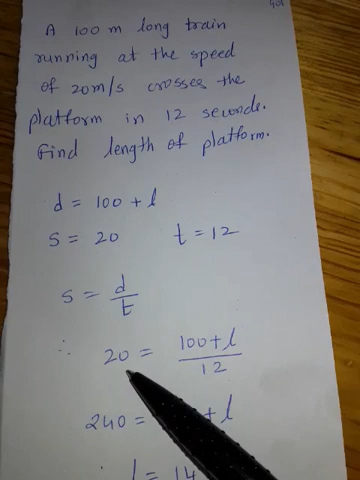 A 100 m long train
running at the speed
of 20m/s crosses the
platform in 12 seconds.
Find length of platform.
d = 100 + l
s = 20 t = 12
s = d/t
∴ 20 = 100+l/12
240 = + l
l = 14